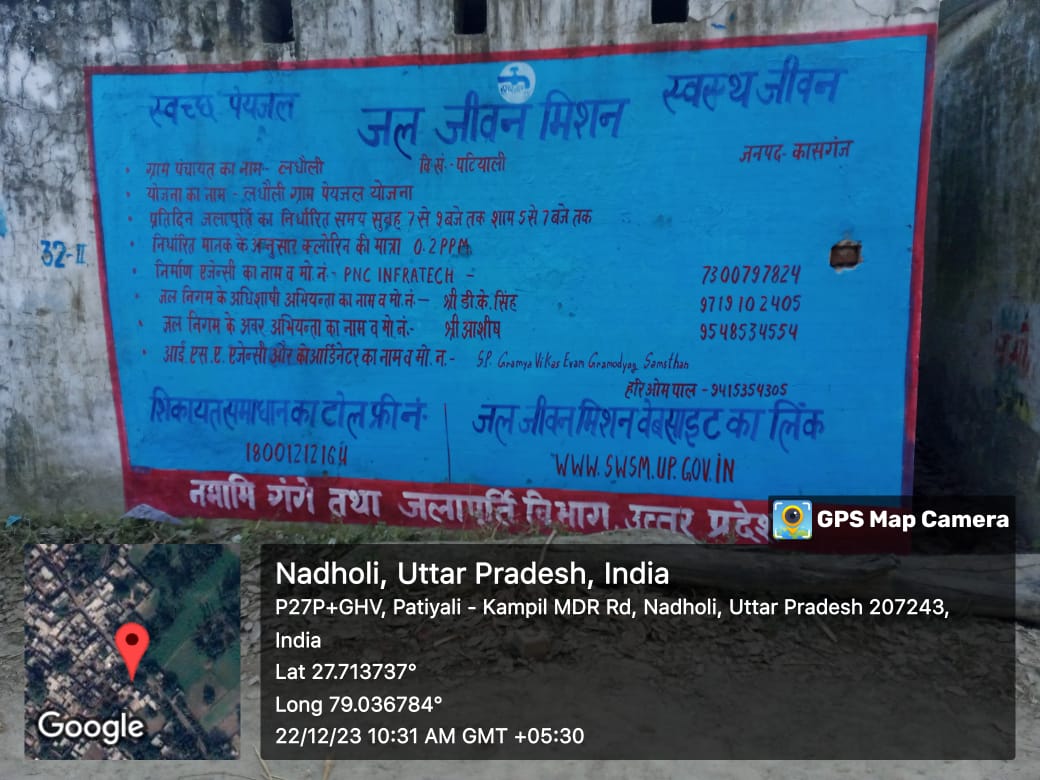 स्वच्छ पेयजल
जल जीवन मिशन
स्वस्थ जीवन
जनपद- कासगंज
• ग्राम पंचायत का नाम:- लधौली वि.खं.- पटियाली
• योजना का नाम - लधौली ग्राम पेयजल योजना
• प्रतिदिन जलापूर्ति का निर्धारित समय सुबह 7 से 9 बजे तक शाम 5 से 7 बजे तक
• निर्धारित मानक के अनुसार क्लोरिन की मात्रा 0.2 PPM
• निर्माण एजेन्सी का नाम व मो.नं.- PNC INFRATECH - 7300797824
• जल निगम के अधिशाषी अभियन्ता का नाम व मो.नं.- श्री डी.के. सिंह 9719102405
• जल निगम के अवर अभियन्ता का नाम व मो नं.- श्री आशीष 9548534554
• आई.एस.ए. एजेन्सी और कोआर्डिनेटर का नाम व मो. न.- S.P. Gramya Vikas Evam Gramodyog Sansthan
हरिओम पाल - 9415354305
शिकायत समाधान का टोल फ्री नं-
18001212164
जल जीवन मिशन वेबसाइट का लिंक
WWW.SWSM.UP.GOV.IN
नमामि गंगे तथा जलापूर्ति विभाग, उत्तर प्रदेश
32-II
GPS Map Camera
Nadholi, Uttar Pradesh, India
P27P+GHV, Patiyali - Kampil MDR Rd, Nadholi, Uttar Pradesh 207243,
India
Lat 27.713737°
Long 79.036784°
22/12/23 10:31 AM GMT +05:30
Google